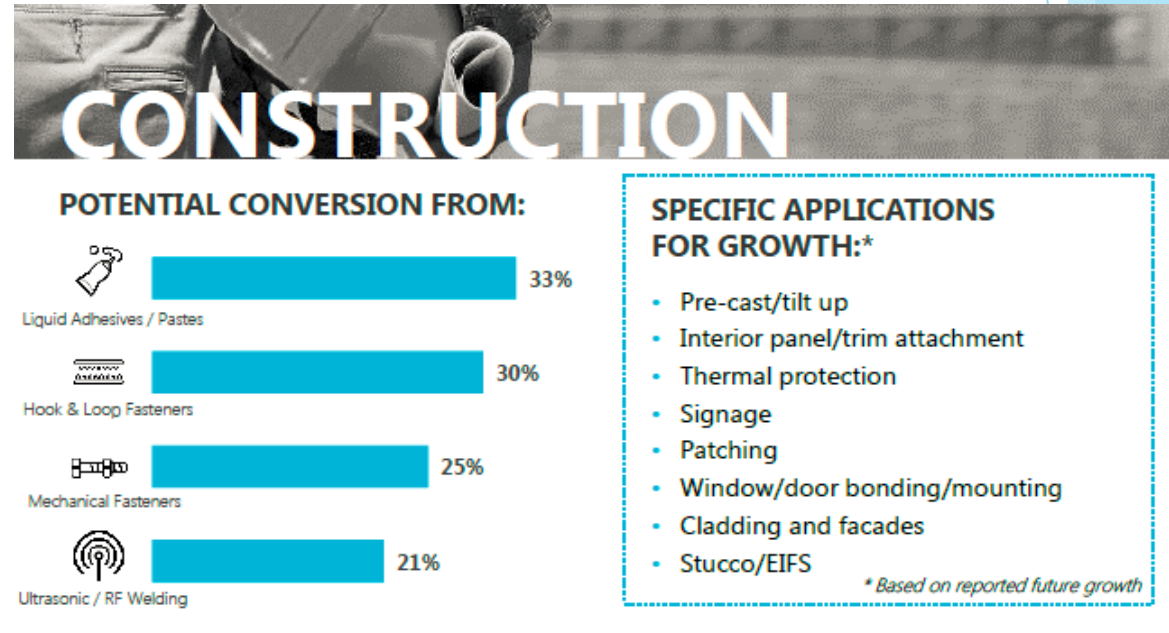 CONSTRUCTION
POTENTIAL CONVERSION FROM:
33%
Liquid Adhesives / Pastes
30%
Hook & Loop Fasteners
25%
Mechanical Fasteners
21%
Ultrasonic / RF Welding
SPECIFIC APPLICATIONS
FOR GROWTH:*
• Pre-cast/tilt up
• Interior panel/trim attachment
• Thermal protection
• Signage
• Patching
• Window/door bonding/mounting
• Cladding and facades
• Stucco/EIFS
* Based on reported future growth